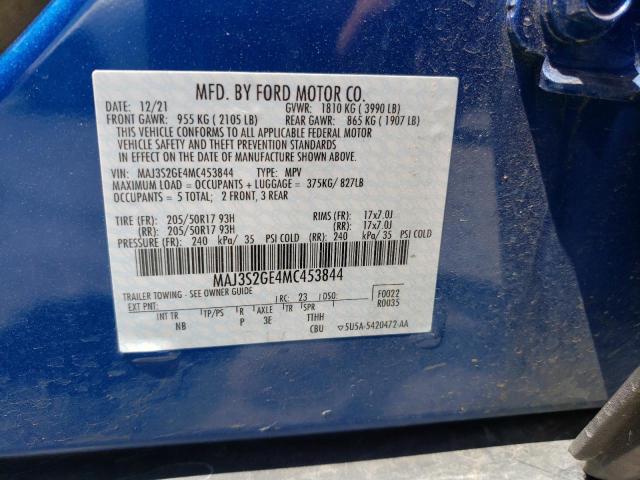 MFD. BY FORD MOTOR CO.
DATE: 12/21 GVWR: 1810 KG ( 3990 LB)
FRONT GAWR: 955 KG ( 2105 LB) REAR GAWR: 865 KG ( 1907 LB)
THIS VEHICLE CONFORMS TO ALL APPLICABLE FEDERAL MOTOR
VEHICLE SAFETY AND THEFT PREVENTION STANDARDS
IN EFFECT ON THE DATE OF MANUFACTURE SHOWN ABOVE.
VIN: MAJ3S2GE4MC453844 TYPE: MPV
MAXIMUM LOAD = OCCUPANTS + LUGGAGE = 375KG/ 827LB
OCCUPANTS = 5 TOTAL; 2 FRONT, 3 REAR
TIRE (FR): 205/50R17 93H RIMS (FR): 17x7.0J
(RR): 205/50R17 93H (RR): 17x7.0J
PRESSURE (FR): 240 kPa/ 35 PSI COLD (RR): 240 kPa/ 35 PSI COLD
MAJ3S2GE4MC453844
TRAILER TOWING - SEE OWNER GUIDE
EXT PNT: RC: 23 DSO: F0022
R0035
INT TR TP/PS R AXLE TR SPR
NB P 3E TTHH
CBU ▽5U5A-5420472-AA